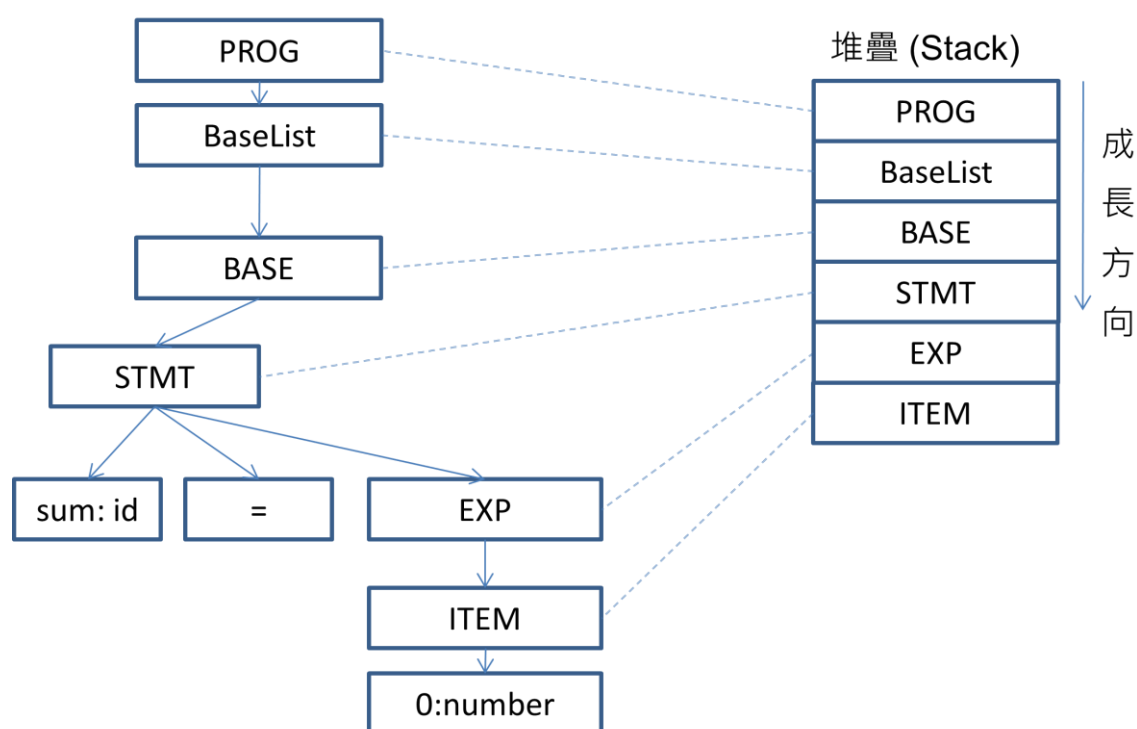 PROG
BaseList
BASE
STMT
sum: id
=
EXP
ITEM
0:number
堆疊 (Stack)
PROG
BaseList
BASE
STMT
EXP
ITEM
成
長
方
向